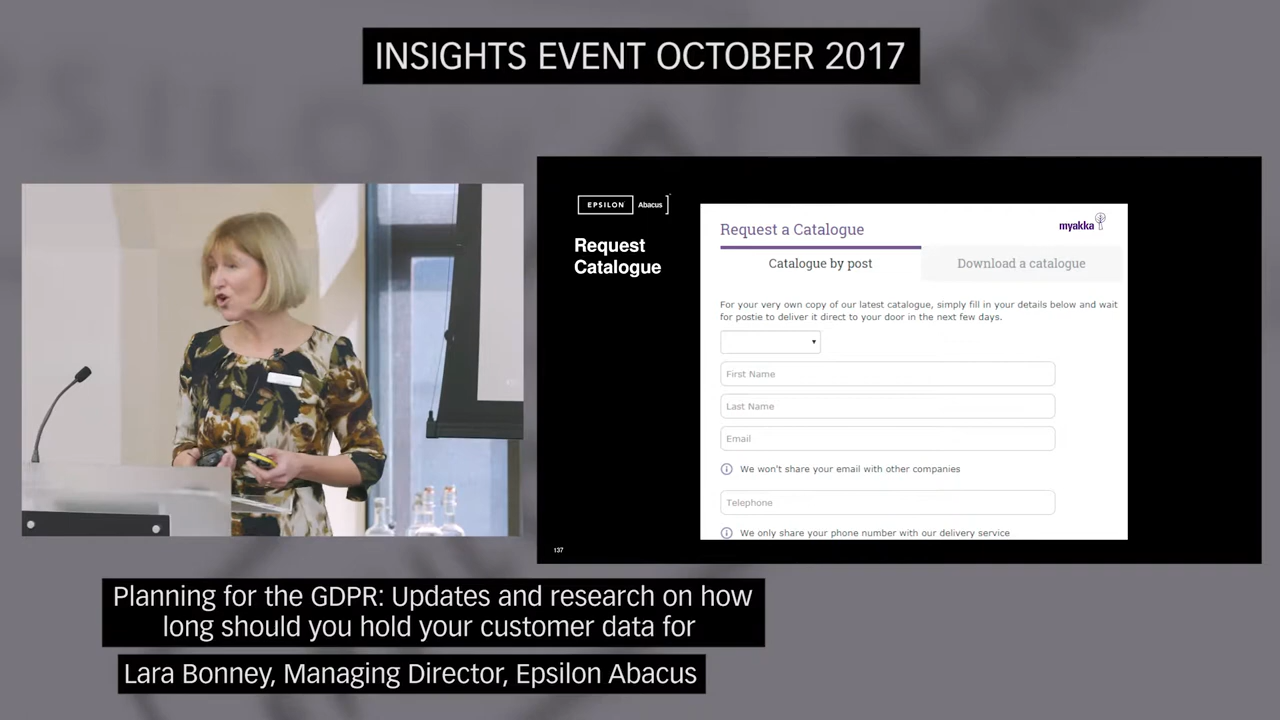 INSIGHTS EVENT OCTOBER 2017
EPSILON Abacus
Request
Catalogue
Request a Catalogue
myakka
Catalogue by post
Download a catalogue
For your very own copy of our latest catalogue, simply fill in your details below and wait
for postie to deliver it direct to your door in the next few days.
First Name
Last Name
Email
We won't share your email with other companies
Telephone
We only share your phone number with our delivery service
137
Planning for the GDPR: Updates and research on how
long should you hold your customer data for
Lara Bonney, Managing Director, Epsilon Abacus